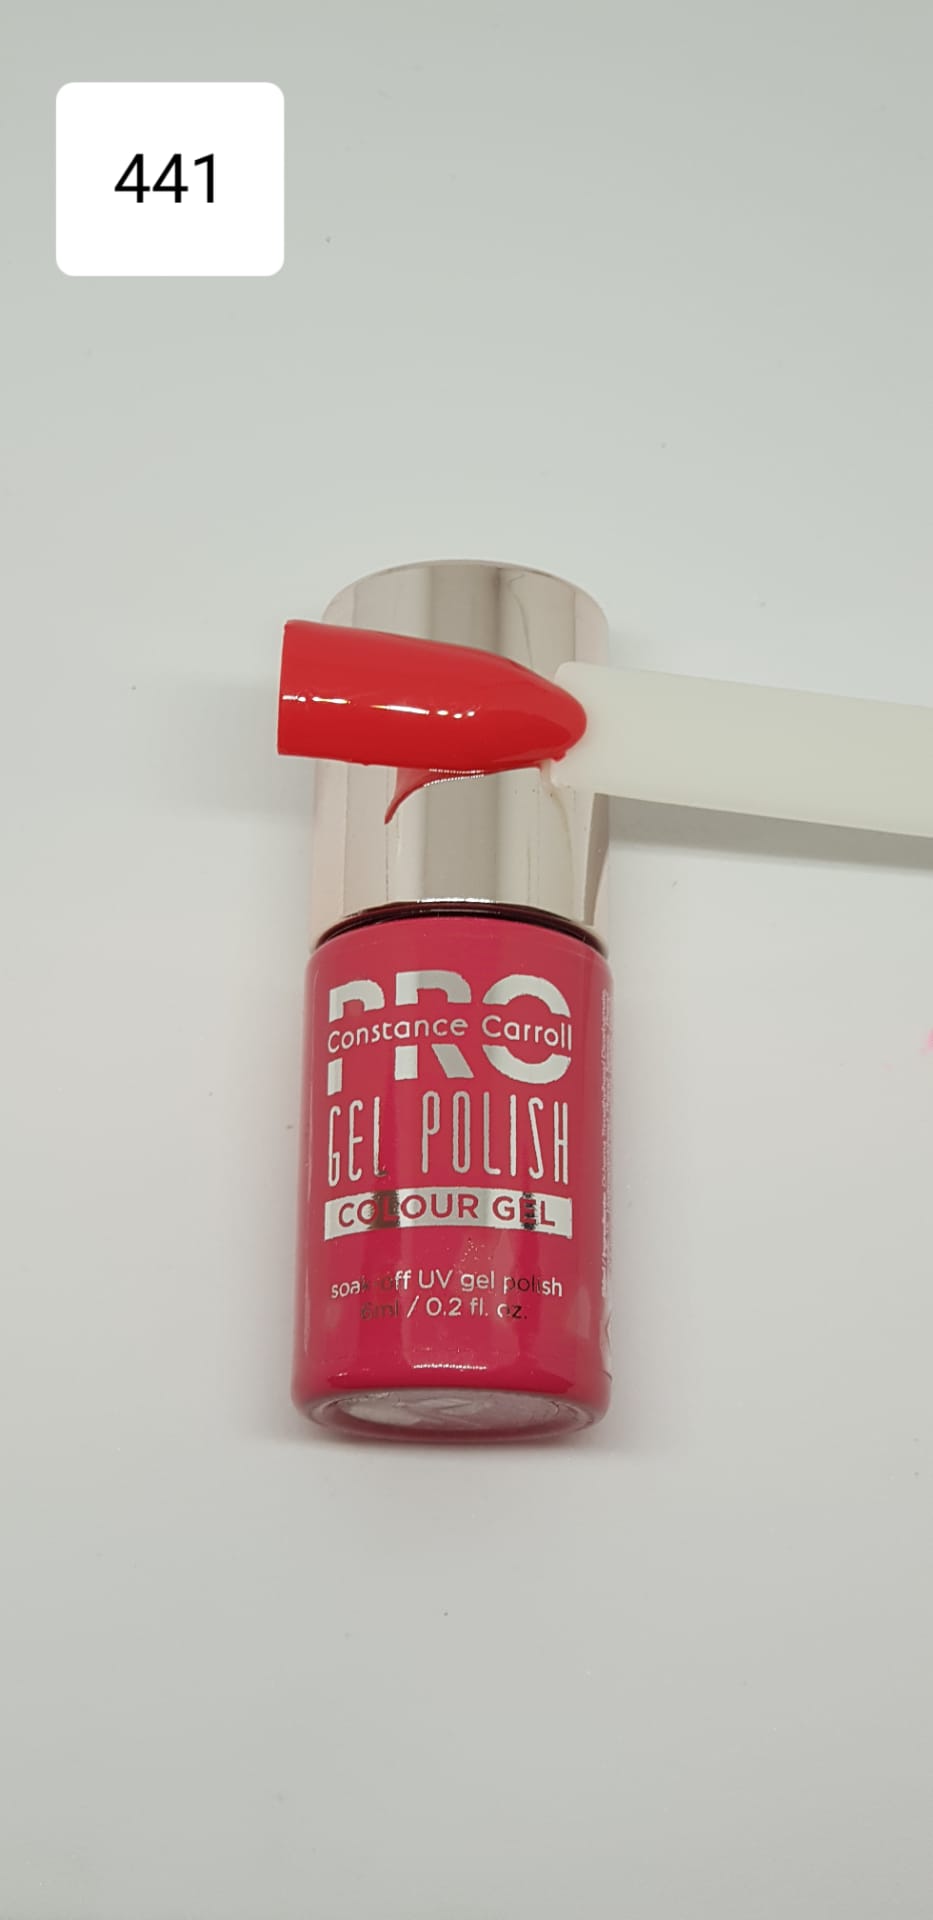 441
PRO
Constance Carroll
GEL POLISH
COLOUR GEL
soak off UV gel polish
6ml / 0.2 fl. oz.